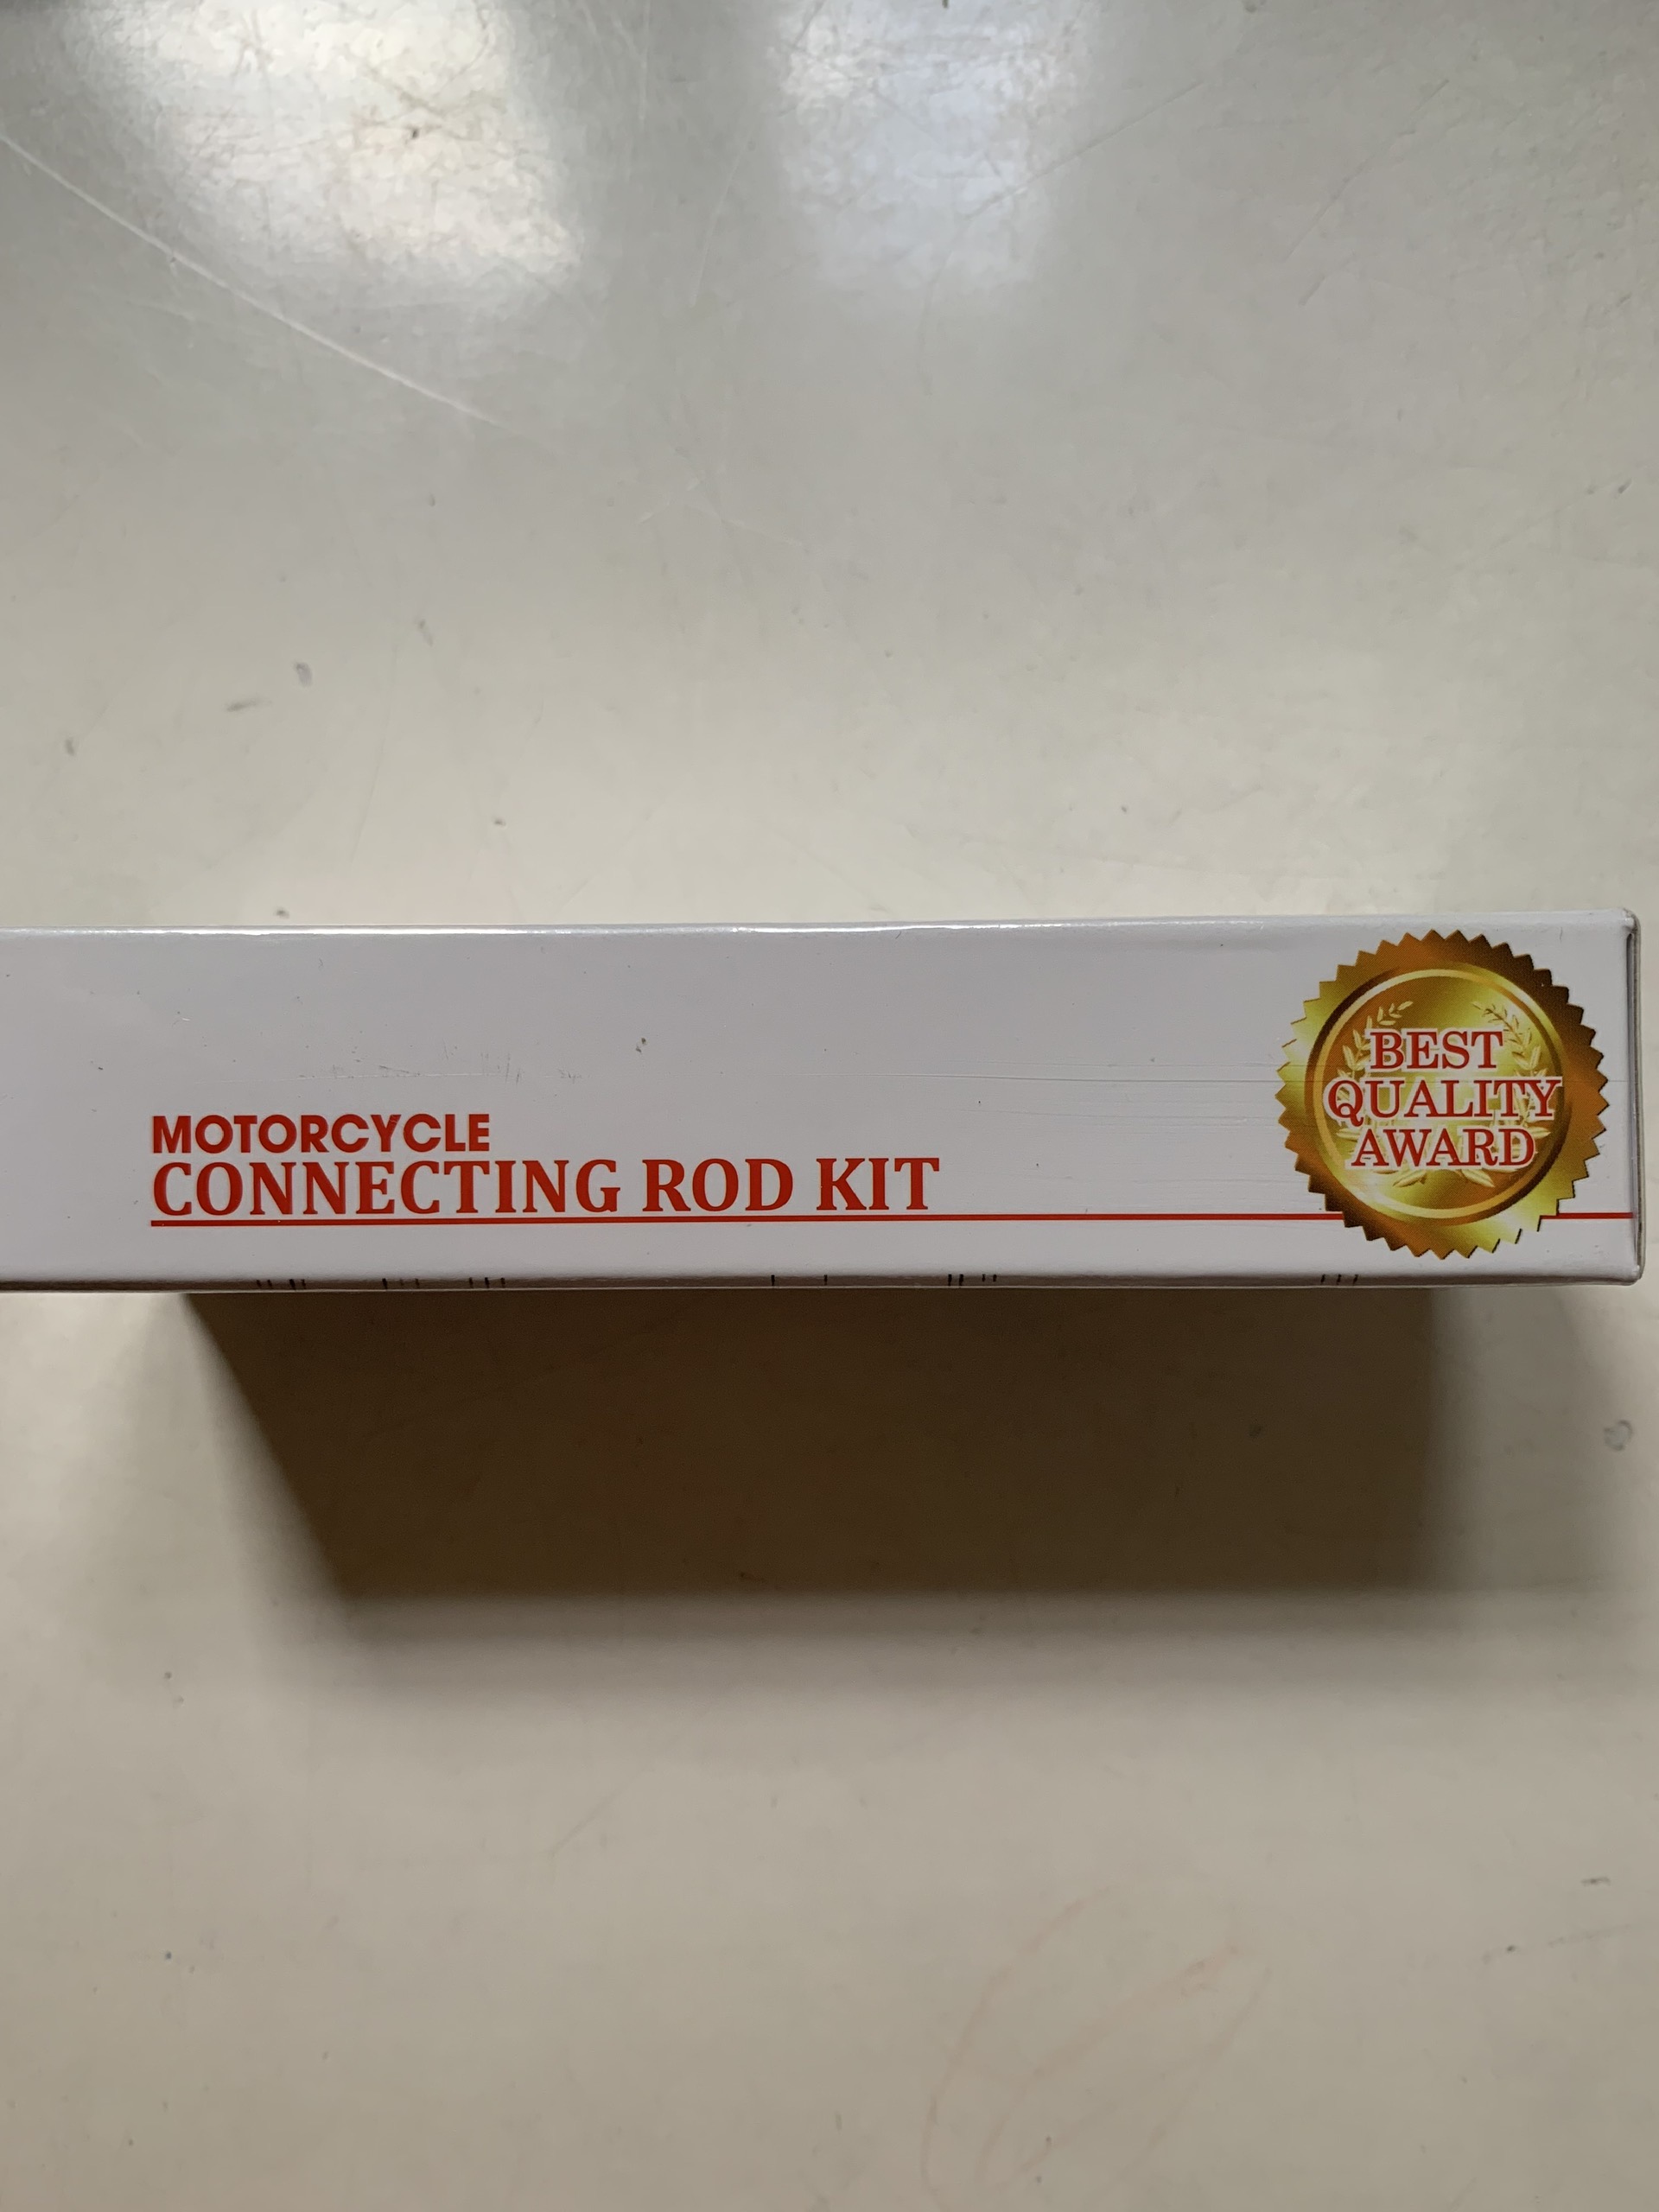 MOTORCYCLE
CONNECTING ROD KIT
BEST
QUALITY
AWARD